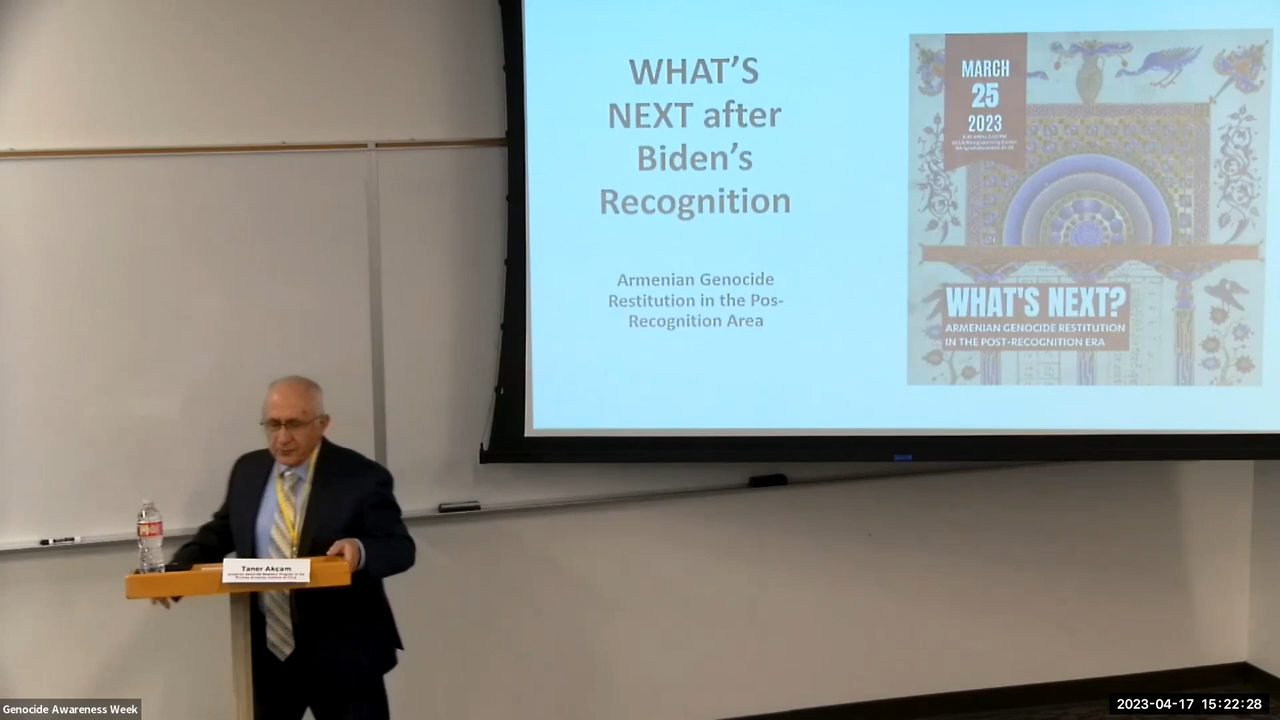 WHAT'S
NEXT after
Biden's
Recognition
Armenian Genocide
Restitution in the Pos-
Recognition Area
MARCH
25
2023
WHAT'S NEXT?
ARMENIAN GENOCIDE RESTITUTION
IN THE POST-RECOGNITION ERA
Taner Akcam
Genocide Awareness Week
2023-04-17 15:22:28